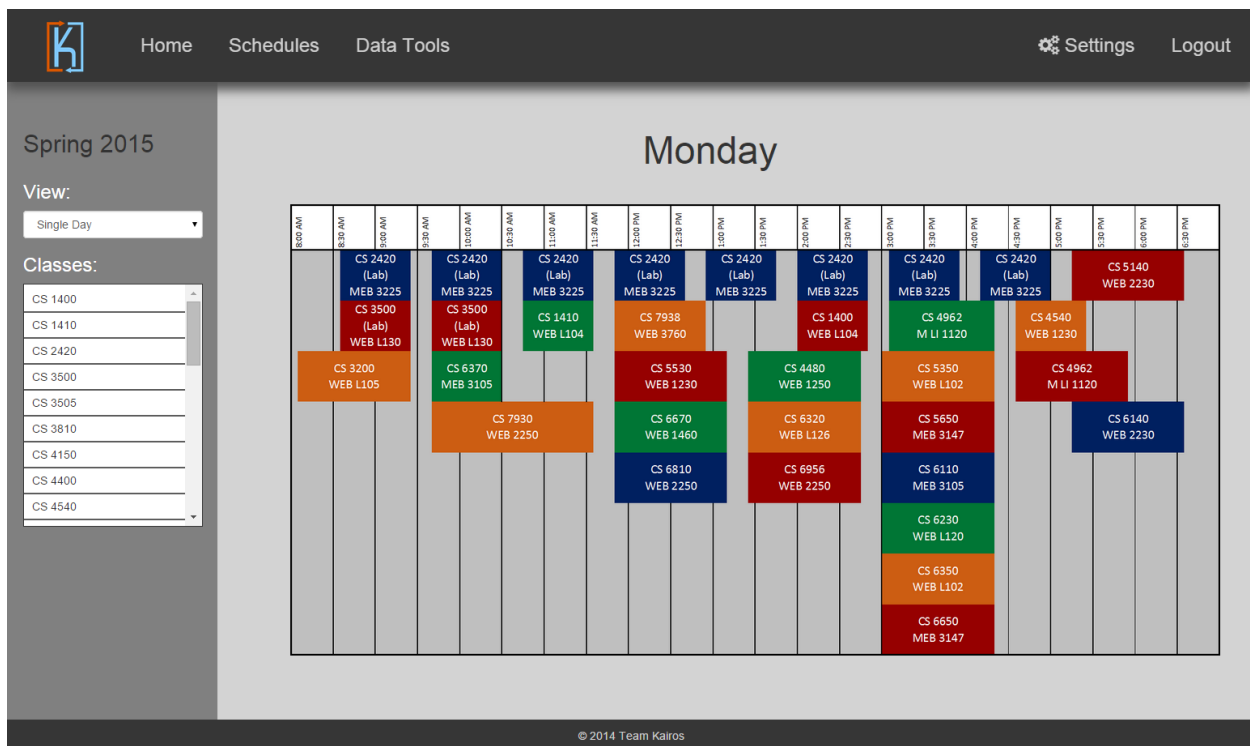 Home Schedules Data Tools Settings Logout
Spring 2015
View:
Single Day
Classes:
CS 1400
CS 1410
CS 2420
CS 3500
CS 3505
CS 3810
CS 4150
CS 4400
CS 4540
Monday
8:00 AM 8:30 AM 9:00 AM 9:30 AM 10:00 AM 10:30 AM 11:00 AM 11:30 AM 12:00 PM 12:30 PM 1:00 PM 1:30 PM 2:00 PM 2:30 PM 3:00 PM 3:30 PM 4:00 PM 4:30 PM 5:00 PM 5:30 PM 6:00 PM 6:30 PM
CS 2420
(Lab)
MEB 3225
CS 2420
(Lab)
MEB 3225
CS 2420
(Lab)
MEB 3225
CS 2420
(Lab)
MEB 3225
CS 2420
(Lab)
MEB 3225
CS 2420
(Lab)
MEB 3225
CS 2420
(Lab)
MEB 3225
CS 2420
(Lab)
MEB 3225
CS 5140
WEB 2230
CS 3500
(Lab)
WEB L130
CS 3500
(Lab)
WEB L130
CS 1410
WEB L104
CS 7938
WEB 3760
CS 1400
WEB L104
CS 4962
M LI 1120
CS 4540
WEB 1230
CS 3200
WEB L105
CS 6370
MEB 3105
CS 5530
WEB 1230
CS 4480
WEB 1250
CS 5350
WEB L102
CS 4962
M LI 1120
CS 7930
WEB 2250
CS 6670
WEB 1460
CS 6320
WEB L126
CS 5650
MEB 3147
CS 6140
WEB 2230
CS 6810
WEB 2250
CS 6956
WEB 2250
CS 6110
MEB 3105
CS 6230
WEB L120
CS 6350
WEB L102
CS 6650
MEB 3147
© 2014 Team Kairos